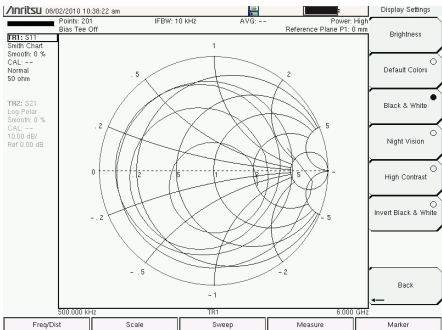 Anritsu 08/02/2010 10:38:22 am
Display Settings
Points: 201
IFBW: 10 kHz
AVG: --
Power: High
Bias Tee Off
Reference Plane P1: 0 mm
TR1: S11
Smith Chart
Smooth: 0 %
CAL: --
Normal
50 ohm
TR2: S21
Log Polar
Smooth: 0 %
CAL: --
10.00 dB/
Ref 0.00 dB
1
.5
2
.2
5
0
.2
.5
1
2
5
~
-.2
-5
-.5
-2
-1
500.000 kHz
TR1
6.000 GHz
Brightness
Default Colors
Black & White
Night Vision
High Contrast
Invert Black & White
Back
Freq/Dist
Scale
Sweep
Measure
Marker